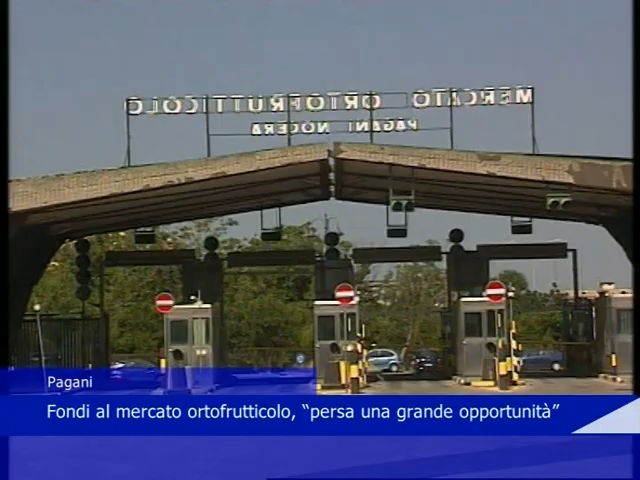 MERCATO ORTOFRUTTICOLO
PAGANI NOCERA
Pagani
Fondi al mercato ortofrutticolo, “persa una grande opportunità”